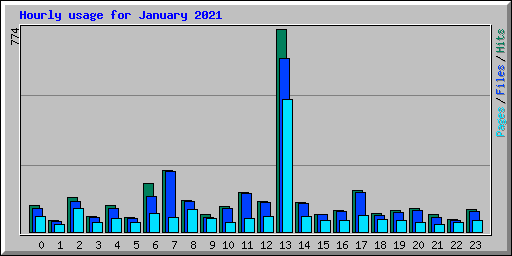 Hourly usage for January 2021
774
Pages / Files / Hits
0 1 2 3 4 5 6 7 8 9 10 11 12 13 14 15 16 17 18 19 20 21 22 23